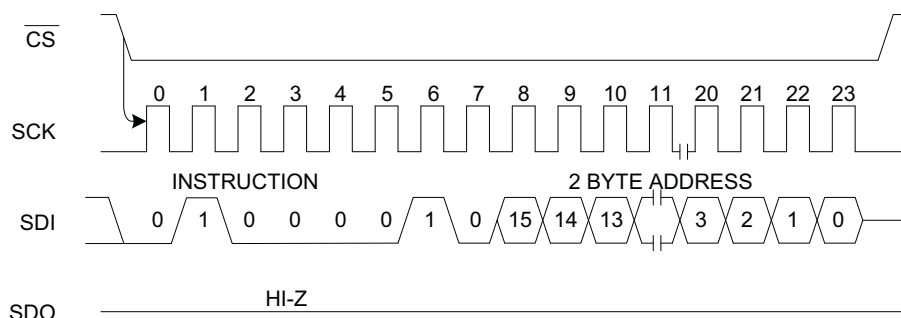 CS
0 1 2 3 4 5 6 7 8 9 10 11 20 21 22 23
SCK
INSTRUCTION 2 BYTE ADDRESS
SDI 0 1 0 0 0 0 1 0 15 14 13 3 2 1 0
HI-Z
SDO